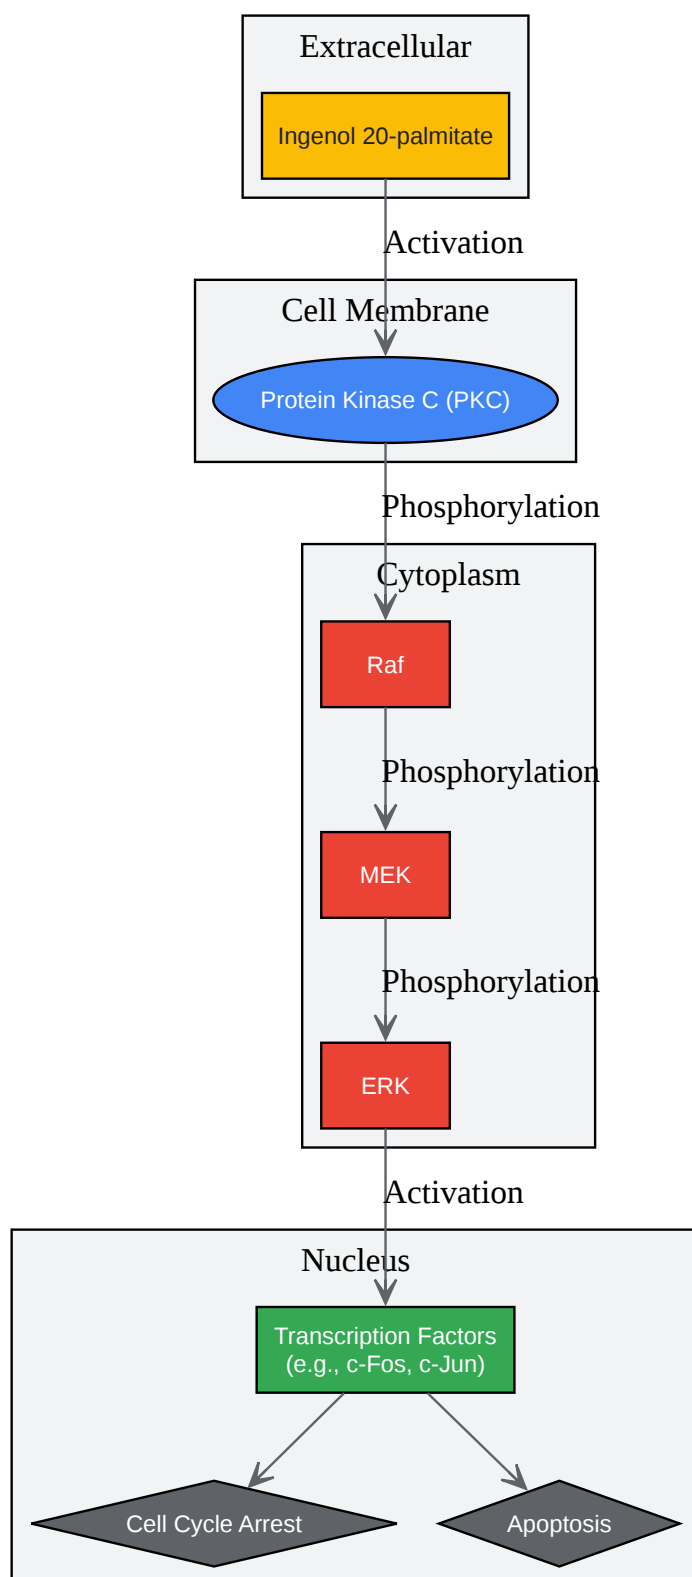 Extracellular
Ingenol 20-palmitate
Activation
Cell Membrane
Protein Kinase C (PKC)
Phosphorylation
Cytoplasm
Raf
Phosphorylation
MEK
Phosphorylation
ERK
Activation
Nucleus
Transcription Factors
(e.g., c-Fos, c-Jun)
Cell Cycle Arrest
Apoptosis